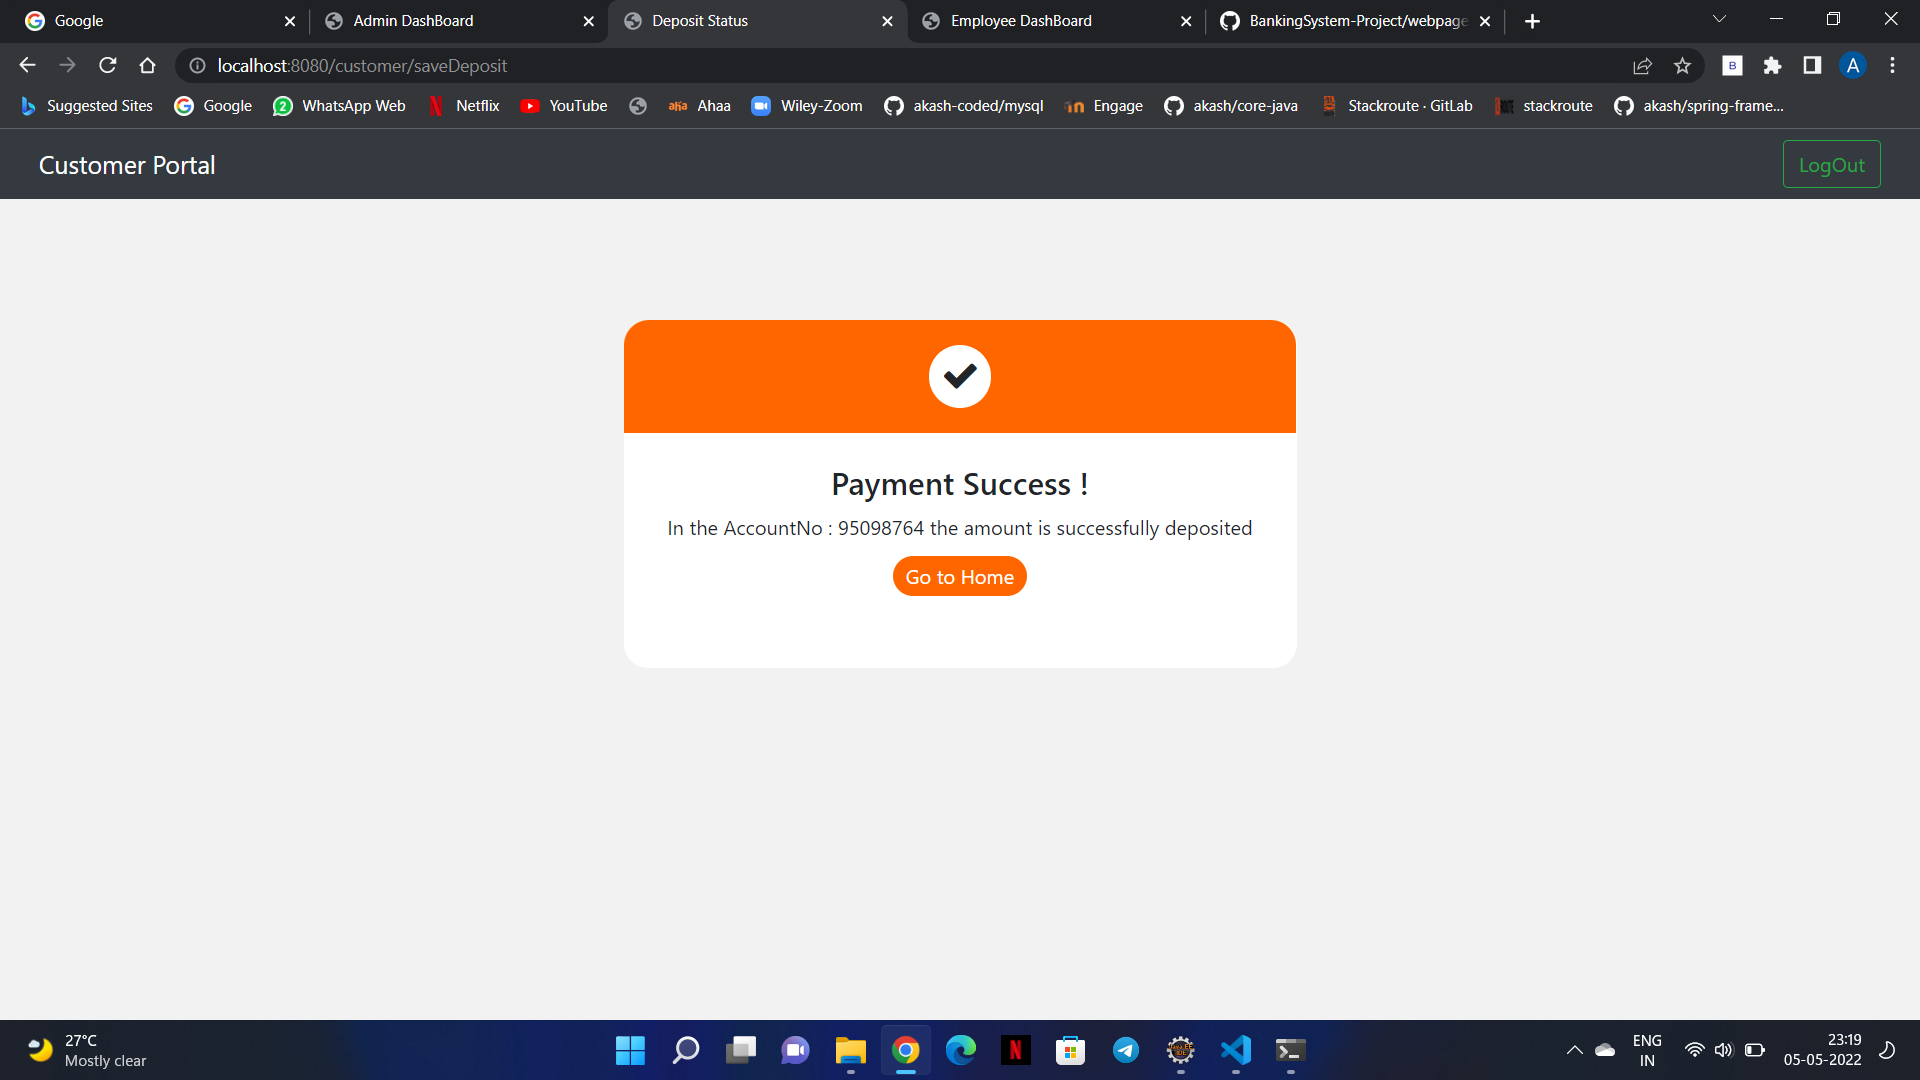 Google
Admin DashBoard
Deposit Status
Employee DashBoard
BankingSystem-Project/webpage
localhost:8080/customer/saveDeposit
B
A
Suggested Sites
Google
2
WhatsApp Web
Netflix
YouTube
aha
Ahaa
Wiley-Zoom
akash-coded/mysql
Engage
akash/core-java
Stackroute · GitLab
stackroute
akash/spring-frame...
Customer Portal
LogOut
Payment Success !
In the AccountNo : 95098764 the amount is successfully deposited
Go to Home
27°C
Mostly clear
N
ENG
IN
23:19
05-05-2022